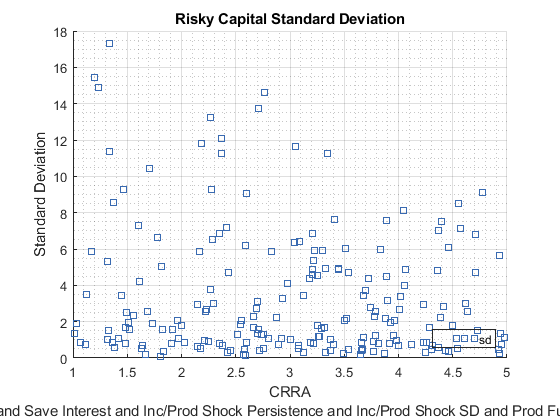 Risky Capital Standard Deviation
18
16
14
12
10
8
6
4
2
0
Standard Deviation
sd
1 1.5 2 2.5 3 3.5 4 4.5 5
CRRA
and Save Interest and Inc/Prod Shock Persistence and Inc/Prod Shock SD and Prod Fu